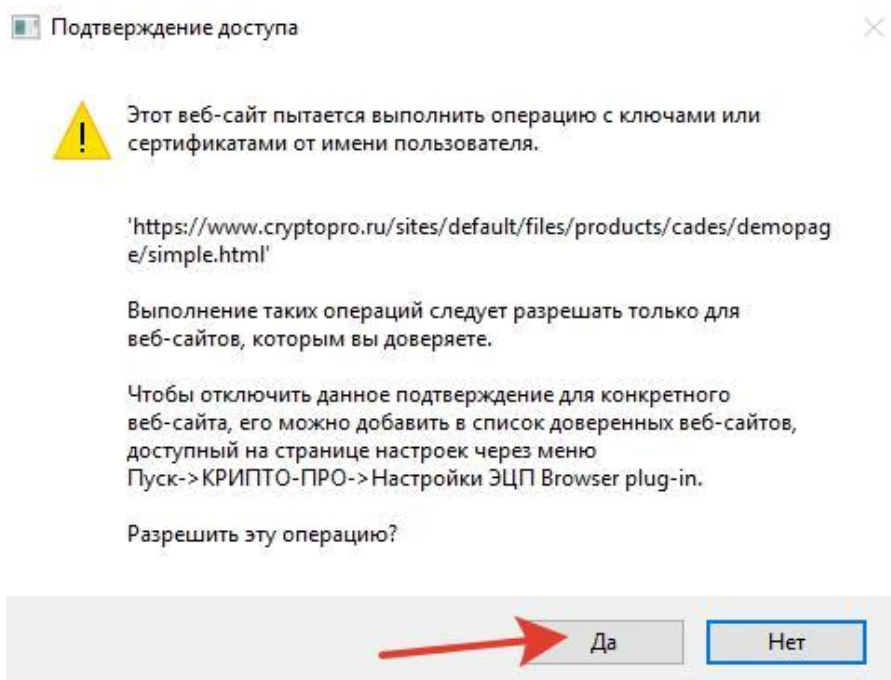 Подтверждение доступа
Этот веб-сайт пытается выполнить операцию с ключами или
сертификатами от имени пользователя.
'https://www.cryptopro.ru/sites/default/files/products/cades/demopag
e/simple.html'
Выполнение таких операций следует разрешать только для
веб-сайтов, которым вы доверяете.
Чтобы отключить данное подтверждение для конкретного
веб-сайта, его можно добавить в список доверенных веб-сайтов,
доступный на странице настроек через меню
Пуск->КРИПТО-ПРО->Настройки ЭЦП Browser plug-in.
Разрешить эту операцию?
Да
Нет